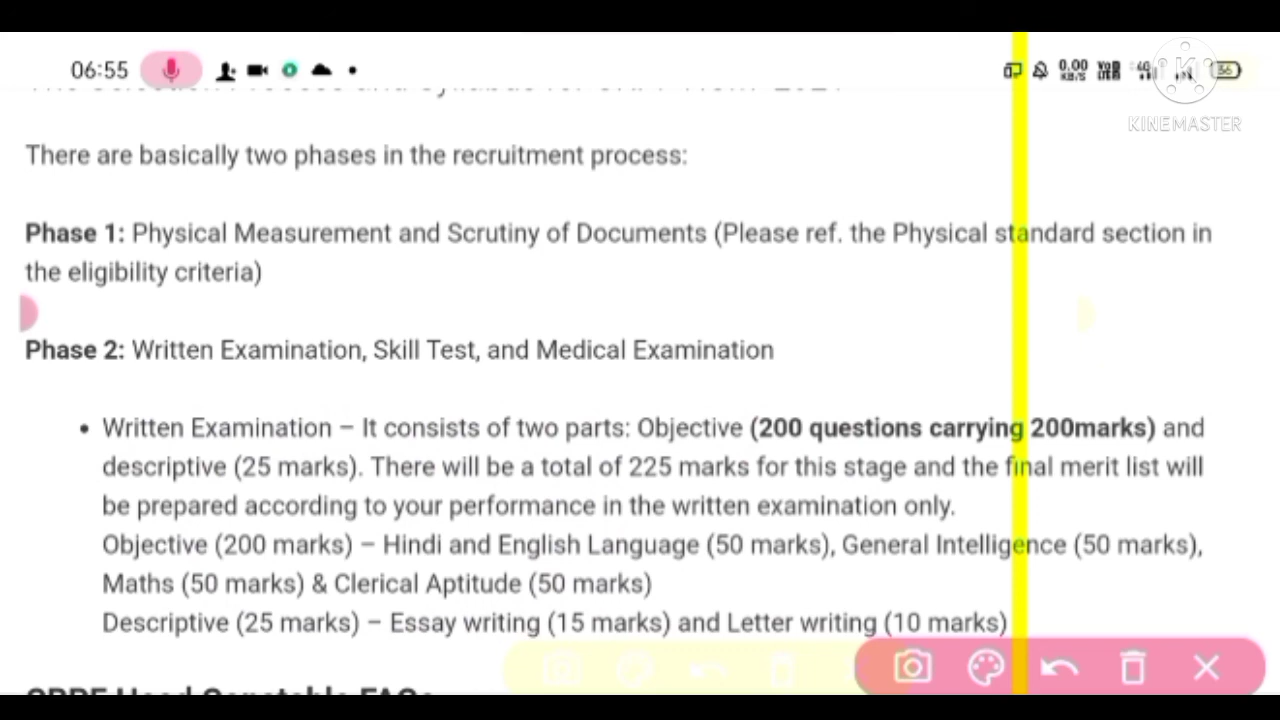 06:55
0.00
KB/S
4G
56
KINEMASTER
There are basically two phases in the recruitment process:
Phase 1: Physical Measurement and Scrutiny of Documents (Please ref. the Physical standard section in
the eligibility criteria)
Phase 2: Written Examination, Skill Test, and Medical Examination
• Written Examination – It consists of two parts: Objective (200 questions carrying 200marks) and
descriptive (25 marks). There will be a total of 225 marks for this stage and the final merit list will
be prepared according to your performance in the written examination only.
Objective (200 marks) – Hindi and English Language (50 marks), General Intelligence (50 marks),
Maths (50 marks) & Clerical Aptitude (50 marks)
Descriptive (25 marks) – Essay writing (15 marks) and Letter writing (10 marks)